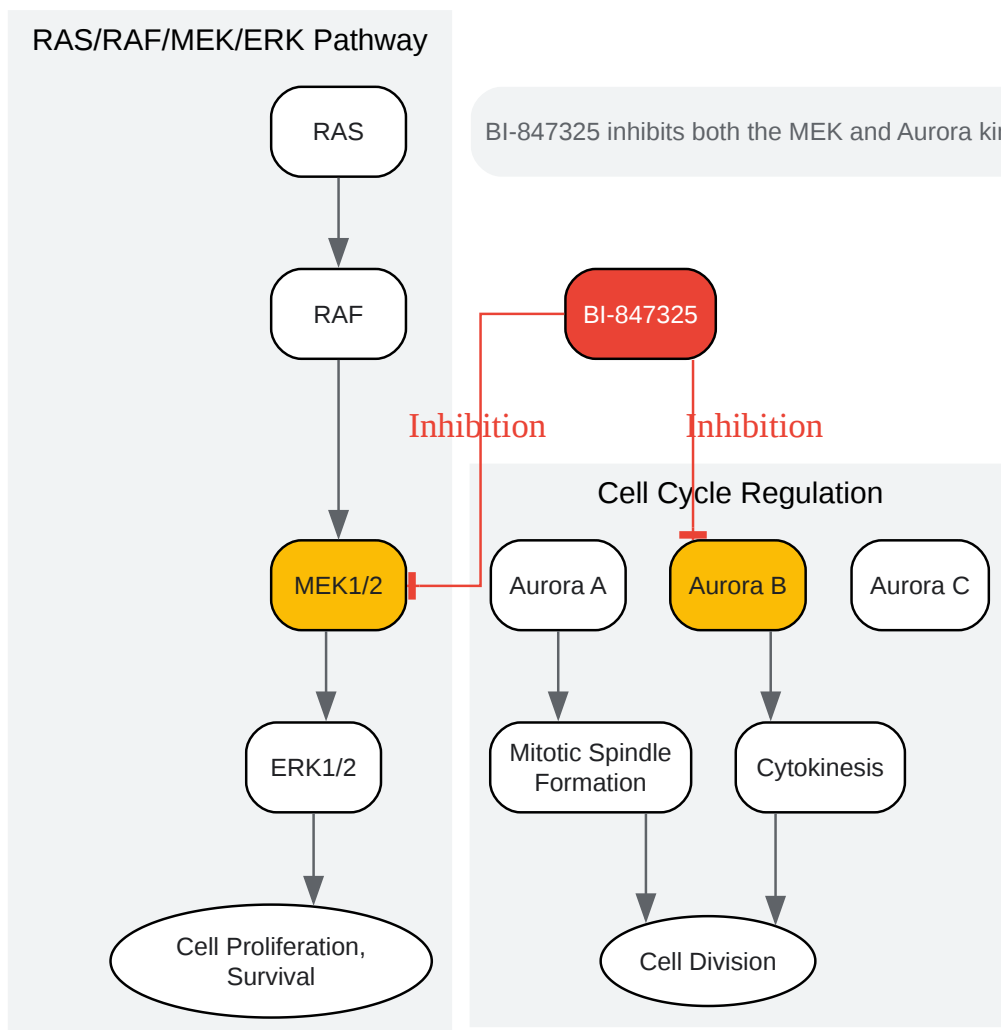 RAS/RAF/MEK/ERK Pathway
RAS
BI-847325 inhibits both the MEK and Aurora
RAF
BI-847325
Inhibition
Inhibition
Cell Cycle Regulation
MEK1/2
Aurora A
Aurora B
Aurora C
ERK1/2
Mitotic Spindle
Formation
Cytokinesis
Cell Proliferation,
Survival
Cell Division